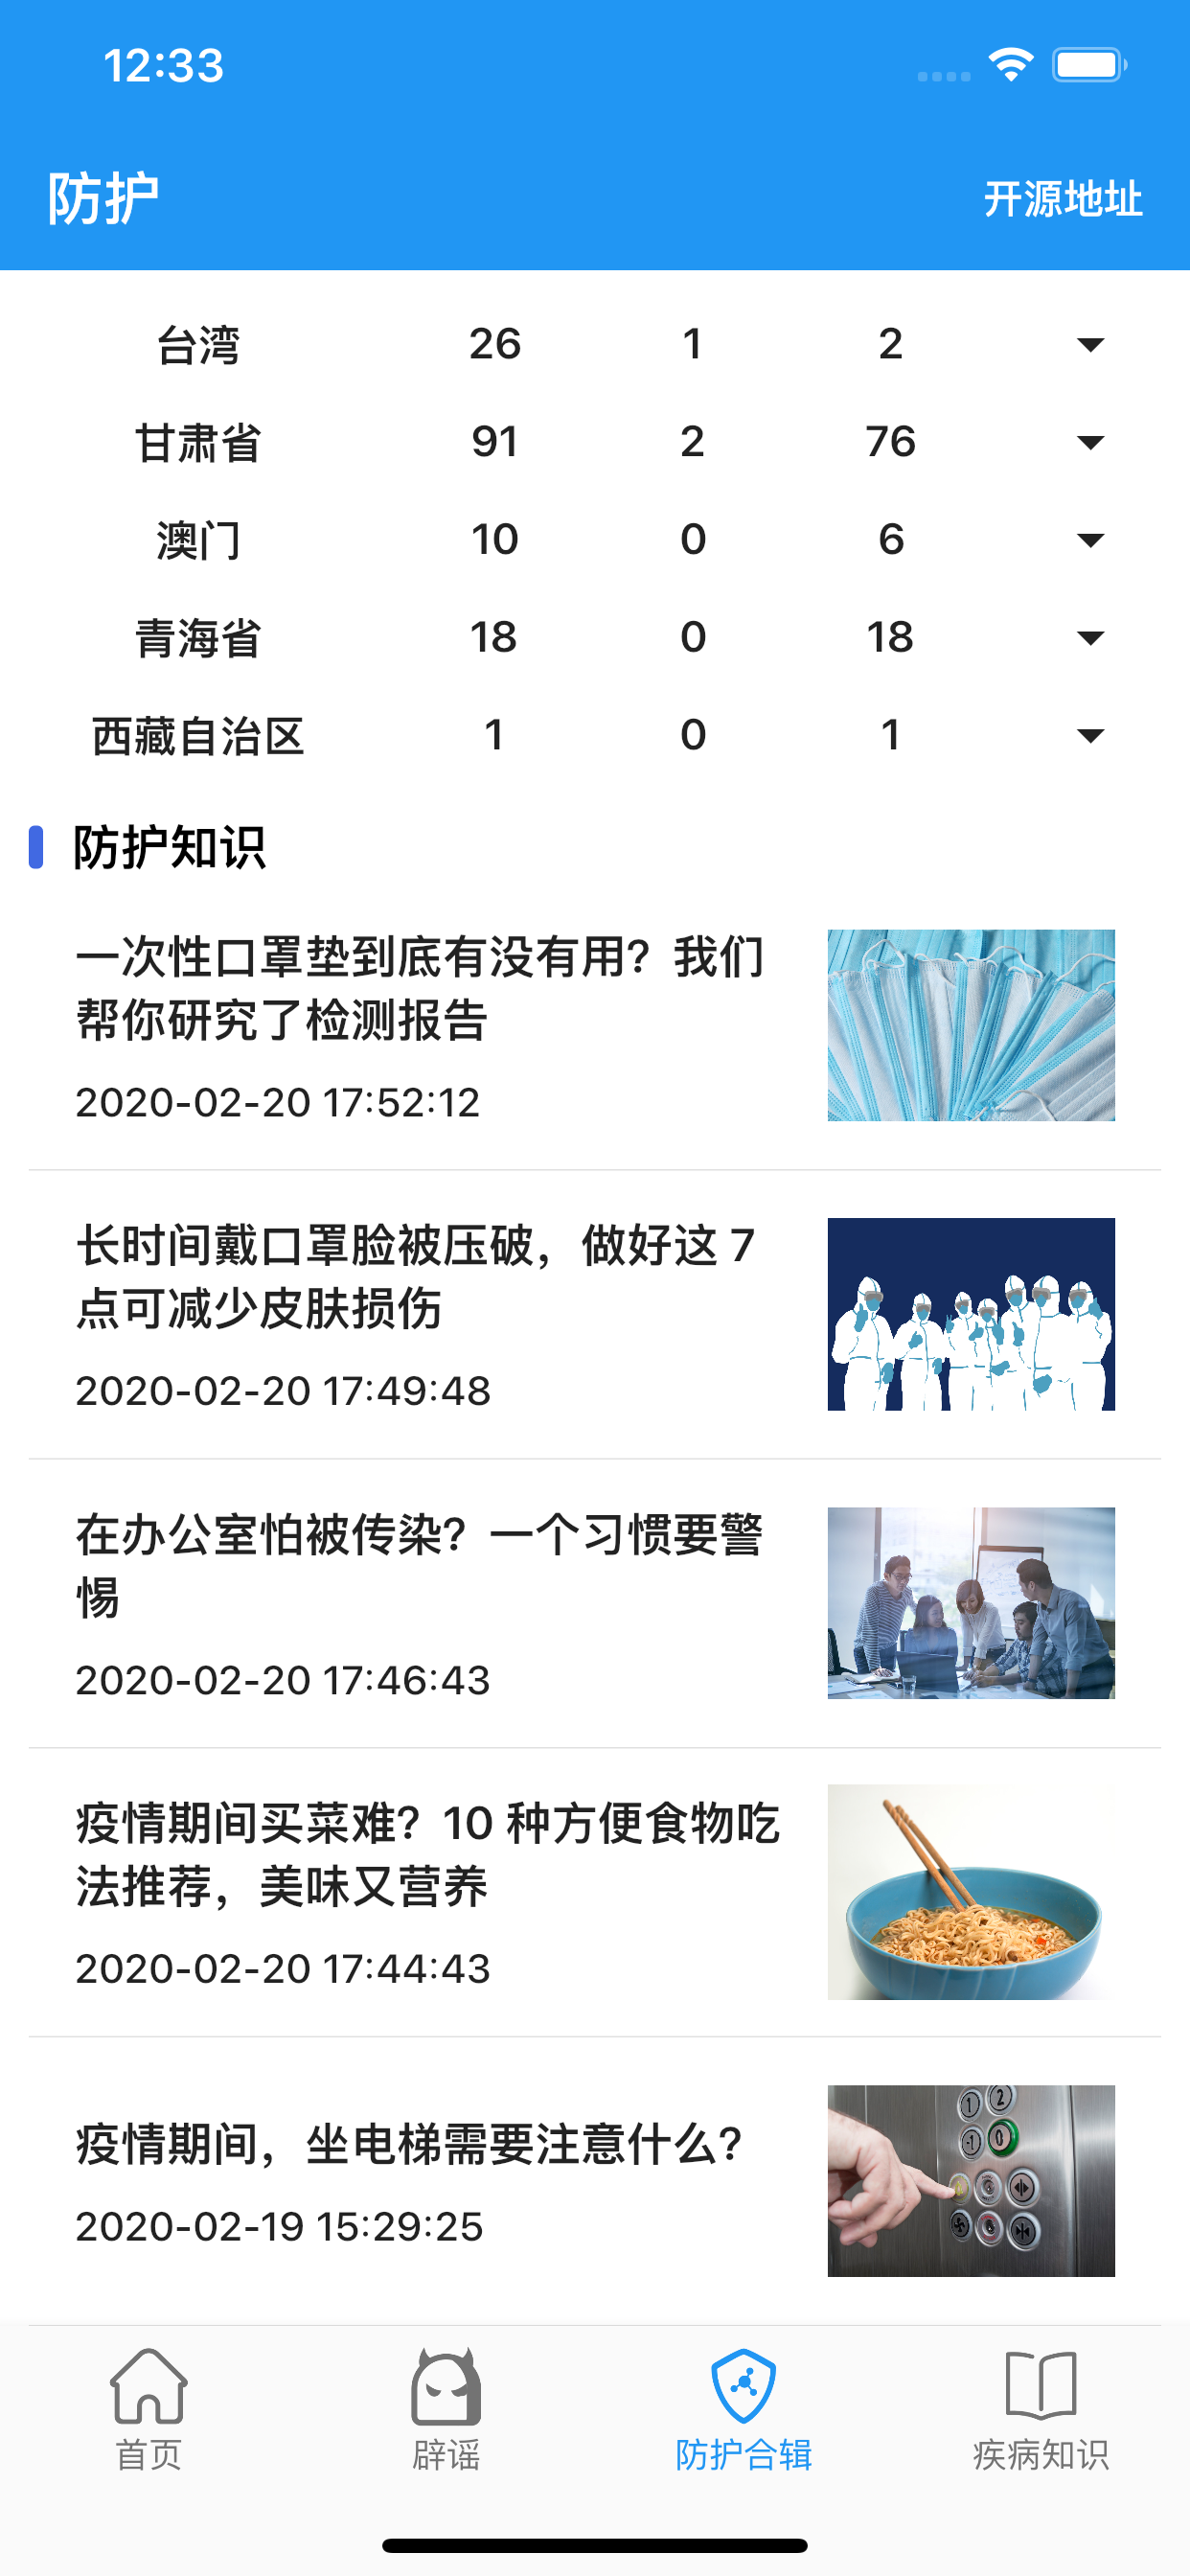 12:33
防护
开源地址
台湾 26 1 2
甘肃省 91 2 76
澳门 10 0 6
青海省 18 0 18
西藏自治区 1 0 1
防护知识
一次性口罩垫到底有没有用？我们
帮你研究了检测报告
2020-02-20 17:52:12
长时间戴口罩脸被压破，做好这 7
点可减少皮肤损伤
2020-02-20 17:49:48
在办公室怕被传染？一个习惯要警
惕
2020-02-20 17:46:43
疫情期间买菜难？10 种方便食物吃
法推荐，美味又营养
2020-02-20 17:44:43
1 2
-1 0
疫情期间，坐电梯需要注意什么？
2020-02-19 15:29:25
首页
辟谣
防护合辑
疾病知识